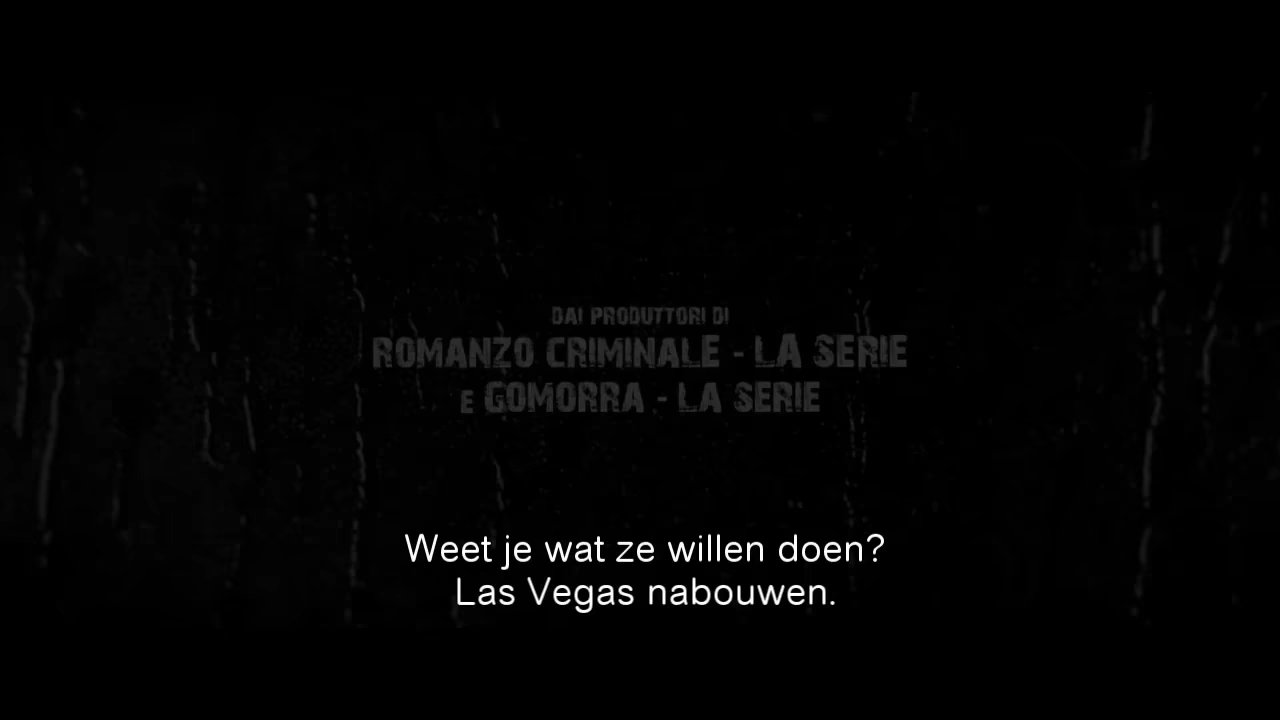 DAI PRODUTTORI DI
ROMANZO CRIMINALE - LA SERIE
E GOMORRA - LA SERIE
Weet je wat ze willen doen?
Las Vegas nabouwen.